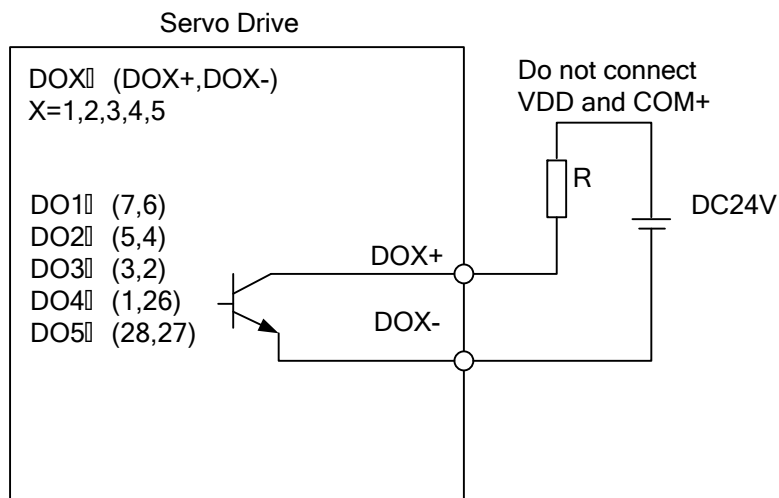 Servo Drive
DOX▯ (DOX+,DOX-)
X=1,2,3,4,5
Do not connect
VDD and COM+
R
DC24V
DO1▯ (7,6)
DO2▯ (5,4)
DO3▯ (3,2)
DO4▯ (1,26)
DO5▯ (28,27)
DOX+
DOX-